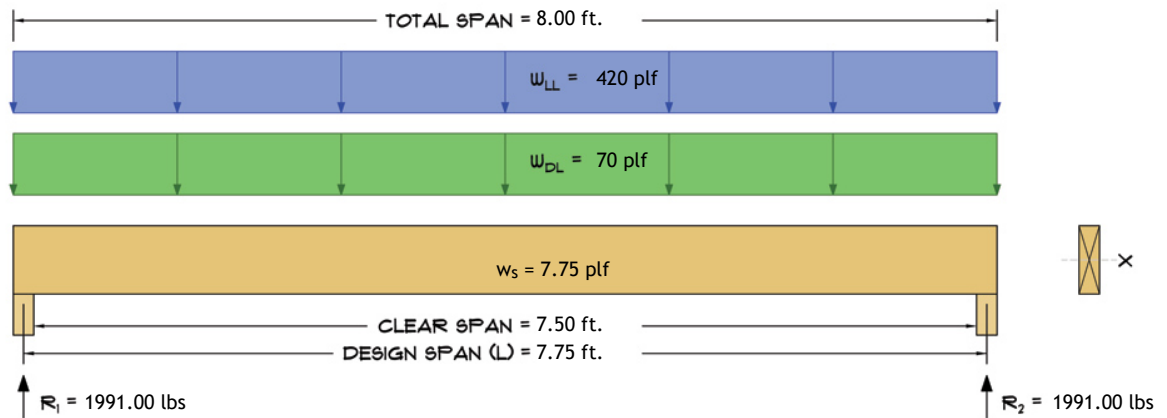 TOTAL SPAN = 8.00 ft.
WLL = 420 plf
WDL = 70 plf
ws = 7.75 plf
X
CLEAR SPAN = 7.50 ft.
DESIGN SPAN (L) = 7.75 ft.
R1 = 1991.00 lbs
R2 = 1991.00 lbs